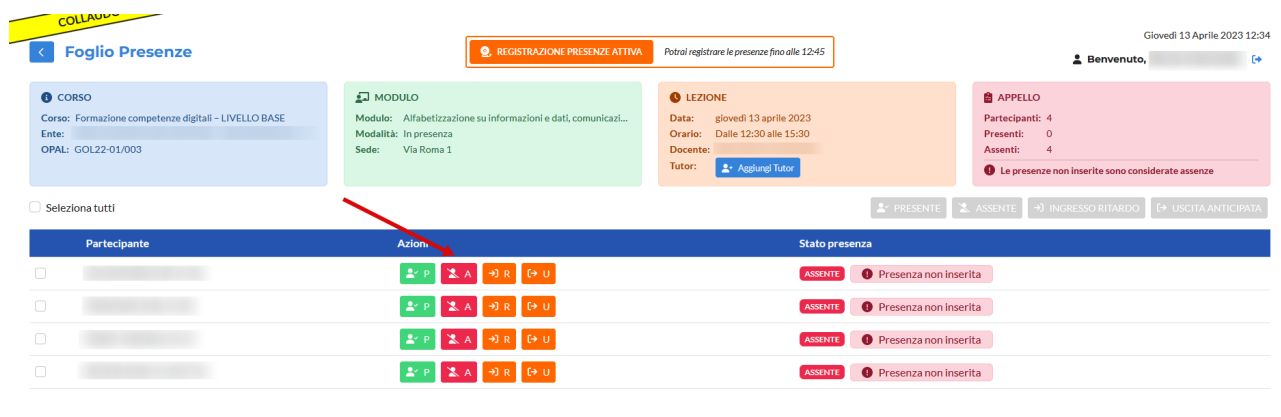 COLLAUDO
Giovedì 13 Aprile 2023 12:34
Foglio Presenze
REGISTRAZIONE PRESENZE ATTIVA
Potrai registrare le presenze fino alle 12:45
Benvenuto,
CORSO
Corso: Formazione competenze digitali – LIVELLO BASE
Ente:
OPAL: GOL22-01/003
MODULO
Modulo: Alfabetizzazione su informazioni e dati, comunicazi...
Modalità: In presenza
Sede: Via Roma 1
LEZIONE
Data: giovedì 13 aprile 2023
Orario: Dalle 12:30 alle 15:30
Docente:
Tutor: Aggiungi Tutor
APPELLO
Partecipanti: 4
Presenti: 0
Assenti: 4
Le presenze non inserite sono considerate assenze
Seleziona tutti
PRESENTE ASSENTE INGRESSO RITARDO USCITA ANTICIPATA
Partecipante Azioni Stato presenza
P A R U ASSENTE Presenza non inserita
P A R U ASSENTE Presenza non inserita
P A R U ASSENTE Presenza non inserita
P A R U ASSENTE Presenza non inserita